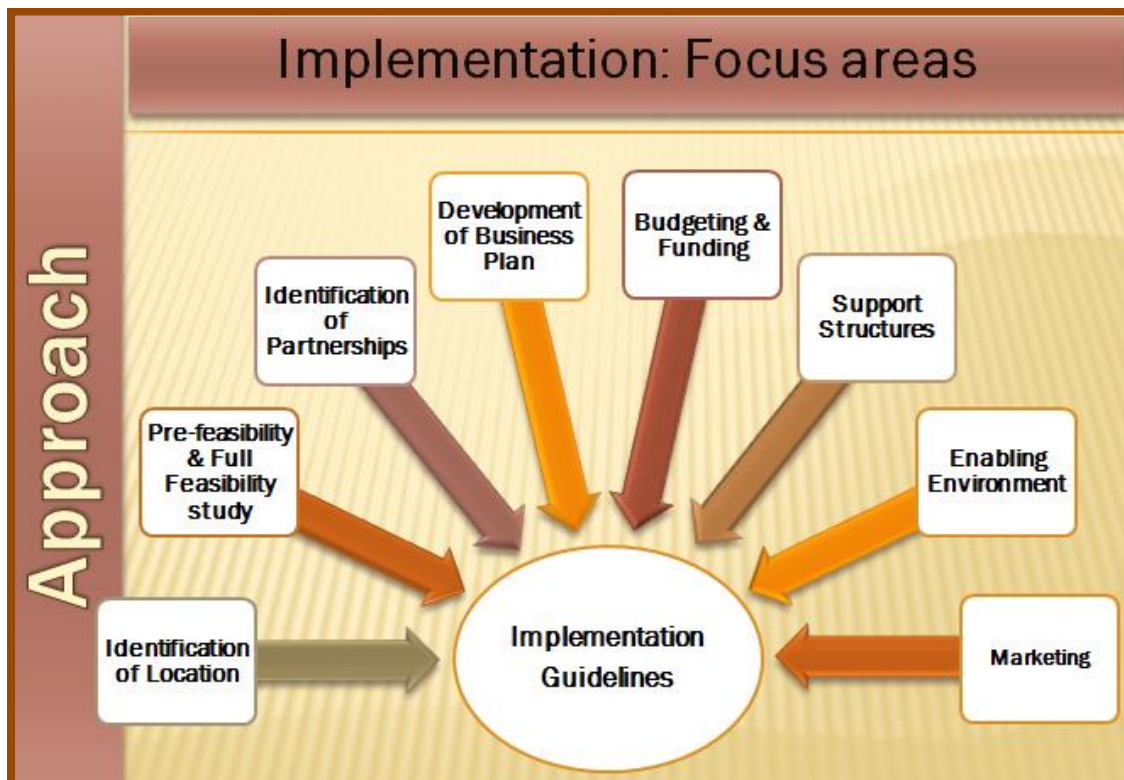 Implementation: Focus areas
Approach
Identification
of Location
Pre-feasibility
& Full
Feasibility
study
Identification
of
Partnerships
Development
of Business
Plan
Budgeting &
Funding
Support
Structures
Enabling
Environment
Marketing
Implementation
Guidelines